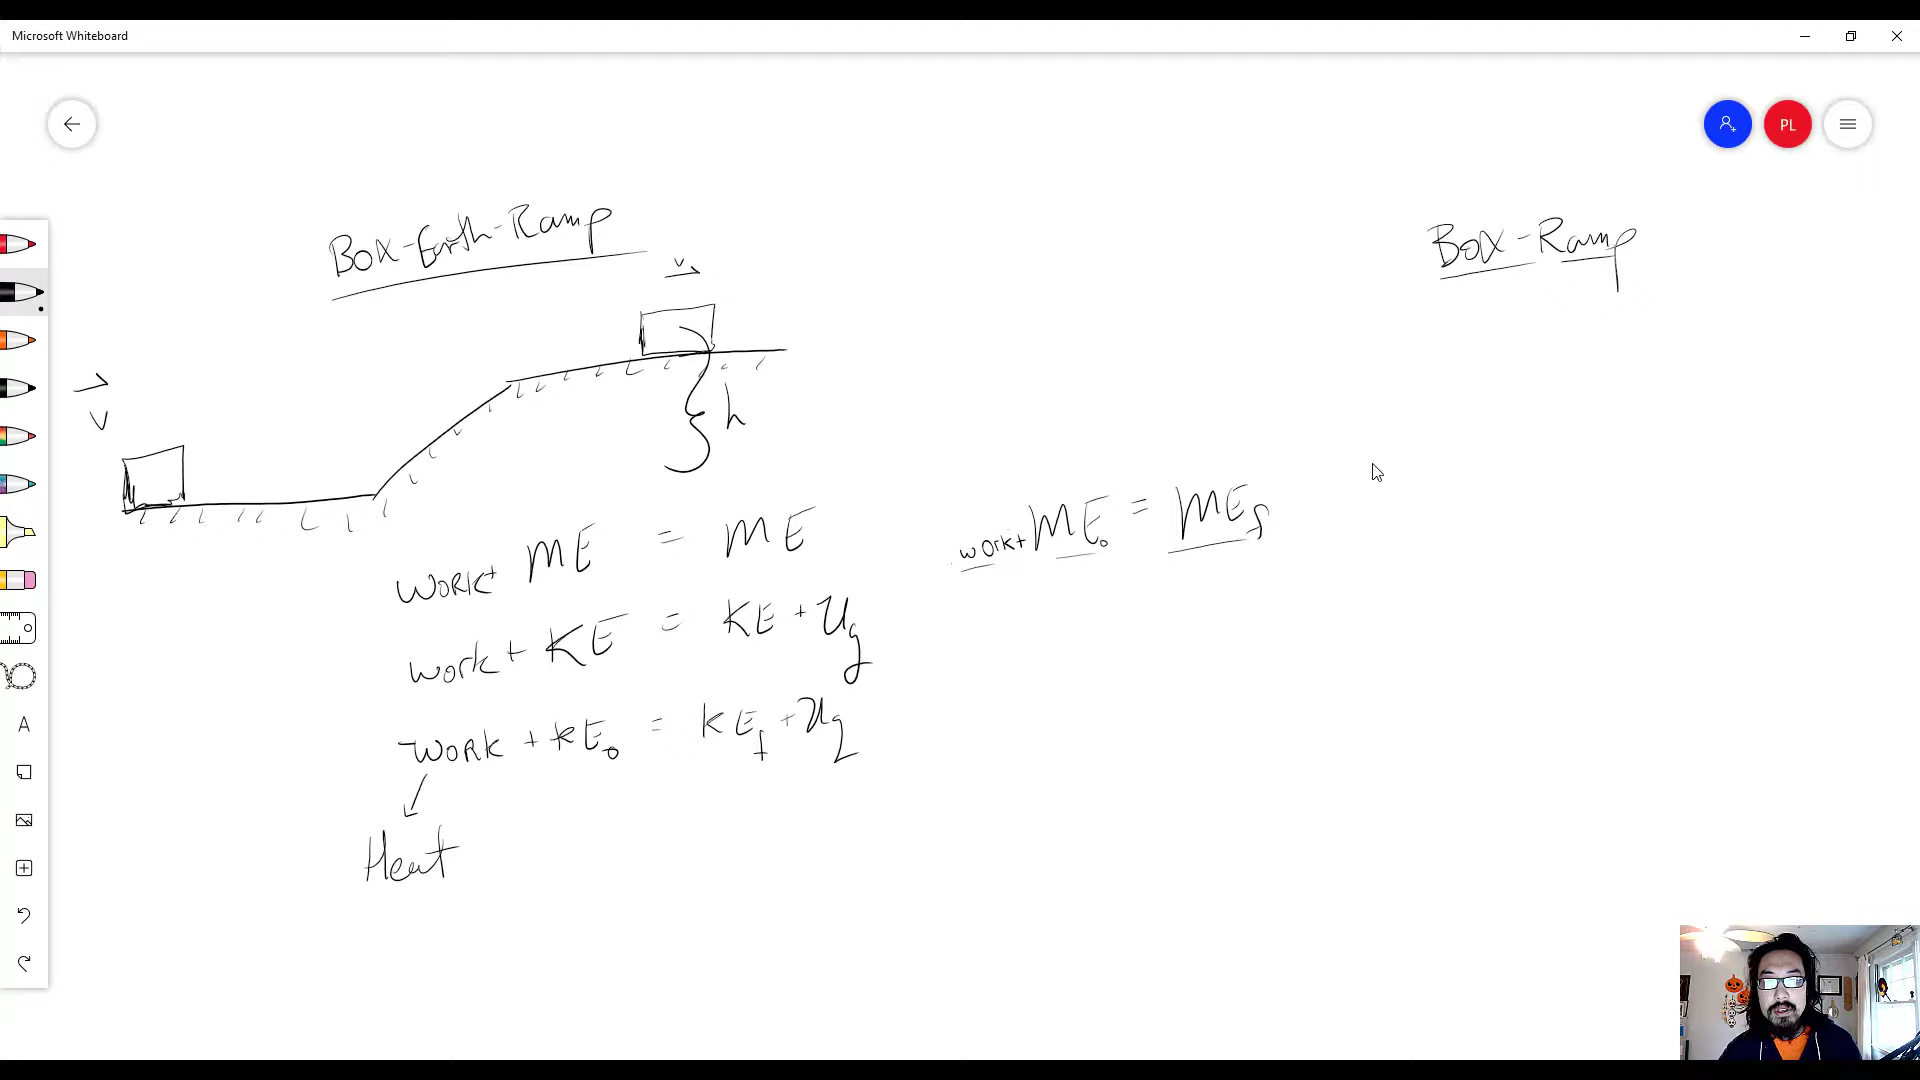 Microsoft Whiteboard
PL
Box-Earth-Ramp
Box-Ramp
v
v
h
work+ ME = ME
work+ME₀ = MEf
work+ KE = KE + Ug
work + KE₀ = KEf + Ug
Heat
A